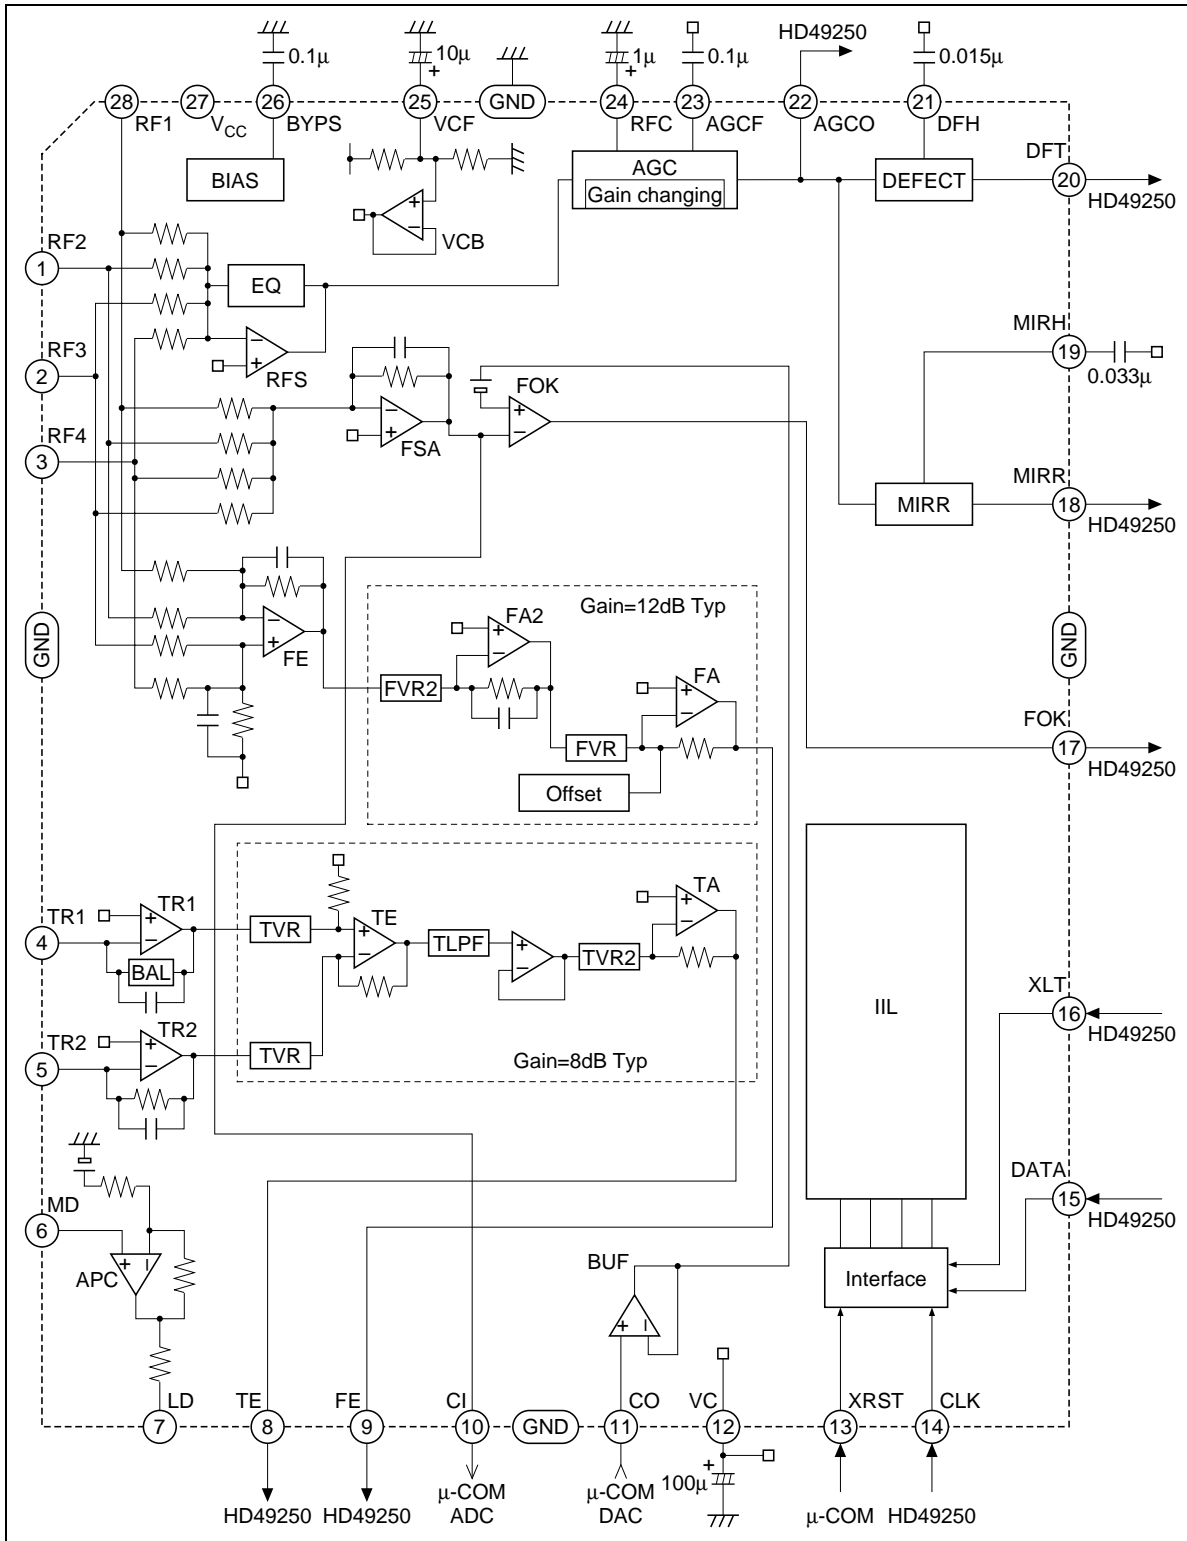 HD49250
0.1μ
10μ
+
1μ
+
0.1μ
0.015μ
28
27
26
25
GND
24
23
22
21
RF1
VCC
BYPS
VCF
RFC
AGCF
AGCO
DFH
DFT
20
HD49250
BIAS
AGC
Gain changing
DEFECT
+
−
VCB
RF2
1
EQ
RF3
2
−
+
RFS
MIRH
19
0.033μ
FOK
+
−
RF4
3
−
+
FSA
MIRR
MIRR
18
HD49250
GND
−
+
FE
Gain=12dB Typ
FA2
+
−
FVR2
FA
+
−
FVR
Offset
GND
FOK
17
HD49250
TR1
4
+
−
TR1
BAL
TVR
TE
+
−
TLPF
+
−
TVR2
TA
+
−
IIL
XLT
16
HD49250
TR2
5
+
−
TR2
TVR
Gain=8dB Typ
DATA
15
HD49250
MD
6
+
−
APC
BUF
+
−
Interface
LD
TE
FE
CI
CO
VC
XRST
CLK
7
8
9
10
GND
11
12
13
14
HD49250
HD49250
μ-COM
ADC
μ-COM
DAC
100μ
+
μ-COM
HD49250